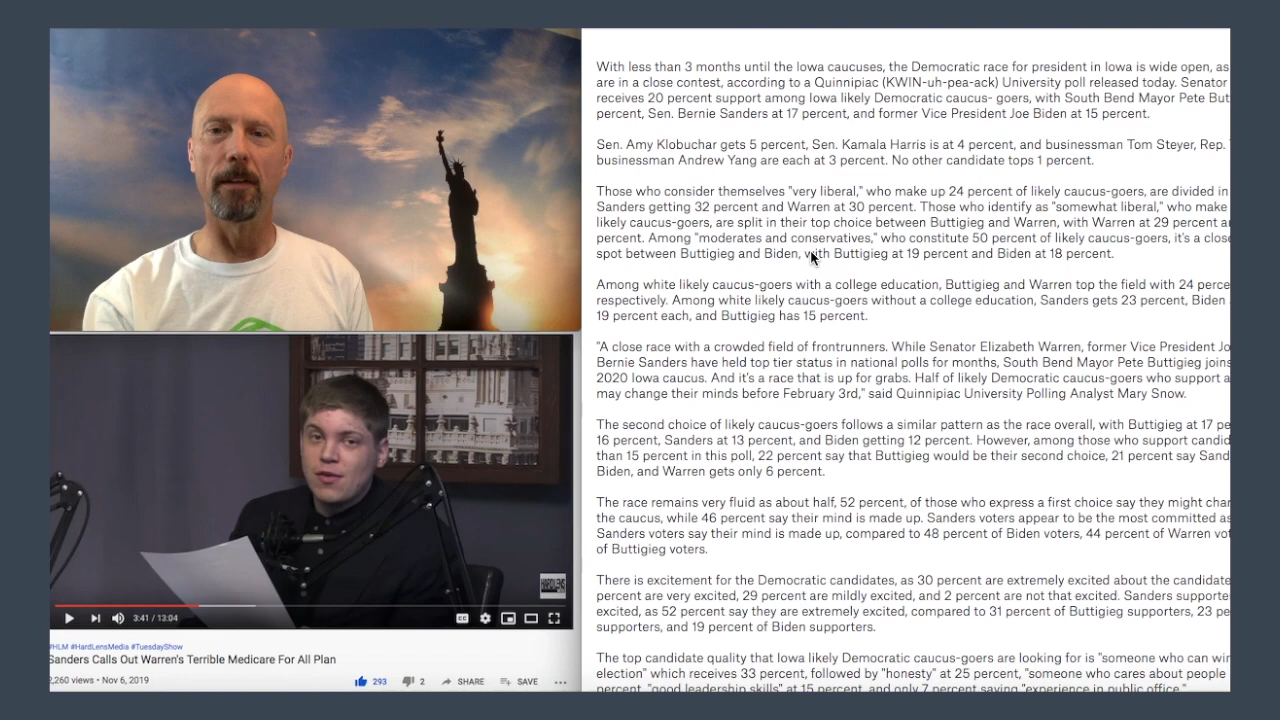 With less than 3 months until the Iowa caucuses, the Democratic race for president in Iowa is wide open, as
are in a close contest, according to a Quinnipiac (KWIN-uh-pea-ack) University poll released today. Senator
receives 20 percent support among Iowa likely Democratic caucus- goers, with South Bend Mayor Pete But
percent, Sen. Bernie Sanders at 17 percent, and former Vice President Joe Biden at 15 percent.
Sen. Amy Klobuchar gets 5 percent, Sen. Kamala Harris is at 4 percent, and businessman Tom Steyer, Rep.
businessman Andrew Yang are each at 3 percent. No other candidate tops 1 percent.
Those who consider themselves "very liberal," who make up 24 percent of likely caucus-goers, are divided in
Sanders getting 32 percent and Warren at 30 percent. Those who identify as "somewhat liberal," who make
likely caucus-goers, are split in their top choice between Buttigieg and Warren, with Warren at 29 percent a
percent. Among "moderates and conservatives," who constitute 50 percent of likely caucus-goers, it's a close
spot between Buttigieg and Biden, with Buttigieg at 19 percent and Biden at 18 percent.
Among white likely caucus-goers with a college education, Buttigieg and Warren top the field with 24 perce
respectively. Among white likely caucus-goers without a college education, Sanders gets 23 percent, Biden
19 percent each, and Buttigieg has 15 percent.
"A close race with a crowded field of frontrunners. While Senator Elizabeth Warren, former Vice President Jo
Bernie Sanders have held top tier status in national polls for months, South Bend Mayor Pete Buttigieg joins
2020 Iowa caucus. And it's a race that is up for grabs. Half of likely Democratic caucus-goers who support a
may change their minds before February 3rd," said Quinnipiac University Polling Analyst Mary Snow.
The second choice of likely caucus-goers follows a similar pattern as the race overall, with Buttigieg at 17 pe
16 percent, Sanders at 13 percent, and Biden getting 12 percent. However, among those who support candid
than 15 percent in this poll, 22 percent say that Buttigieg would be their second choice, 21 percent say Sand
Biden, and Warren gets only 6 percent.
The race remains very fluid as about half, 52 percent, of those who express a first choice say they might char
the caucus, while 46 percent say their mind is made up. Sanders voters appear to be the most committed as
Sanders voters say their mind is made up, compared to 48 percent of Biden voters, 44 percent of Warren vot
of Buttigieg voters.
There is excitement for the Democratic candidates, as 30 percent are extremely excited about the candidate
percent are very excited, 29 percent are mildly excited, and 2 percent are not that excited. Sanders supporte
excited, as 52 percent say they are extremely excited, compared to 31 percent of Buttigieg supporters, 23 pe
supporters, and 19 percent of Biden supporters.
The top candidate quality that Iowa likely Democratic caucus-goers are looking for is "someone who can wir
election" which receives 33 percent, followed by "honesty" at 25 percent, "someone who cares about people
percent, "good leadership skills" at 15 percent, and only 7 percent saying "experience in public office."
HARDLENS
3:41 / 13:04
#HLM #HardLensMedia #TuesdayShow
Sanders Calls Out Warren's Terrible Medicare For All Plan
2,260 views • Nov 6, 2019
293
2
SHARE
SAVE